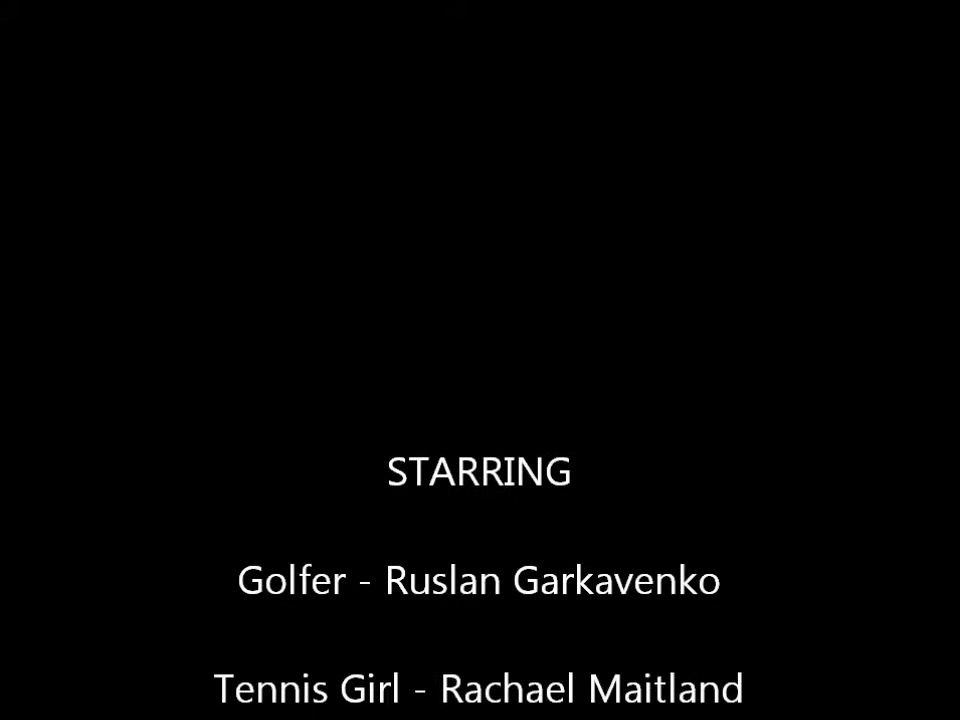 STARRING
Golfer - Ruslan Garkavenko
Tennis Girl - Rachael Maitland